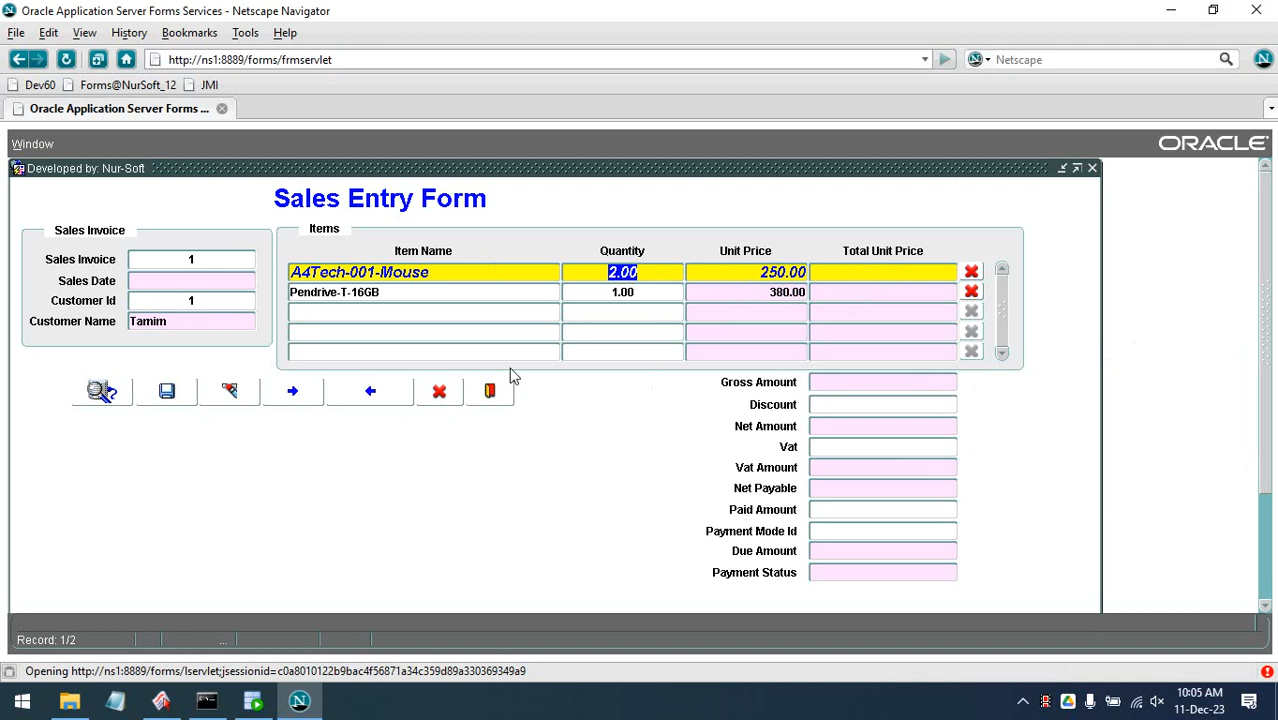 Oracle Application Server Forms Services - Netscape Navigator
File Edit View History Bookmarks Tools Help
http://ns1:8889/forms/frmservlet
Netscape
Dev60 Forms@NurSoft_12 JMI
Oracle Application Server Forms ...
Window
ORACLE
Developed by: Nur-Soft
Sales Entry Form
Sales Invoice
Sales Invoice 1
Sales Date
Customer Id 1
Customer Name Tamim
Items
Item Name Quantity Unit Price Total Unit Price
A4Tech-001-Mouse 2.00 250.00
Pendrive-T-16GB 1.00 380.00
Gross Amount
Discount
Net Amount
Vat
Vat Amount
Net Payable
Paid Amount
Payment Mode Id
Due Amount
Payment Status
Record: 1/2 ...
Opening http://ns1:8889/forms/lservlet;jsessionid=c0a8010122b9bac4f56871a34c359d89a330369349a9
10:05 AM
11-Dec-23